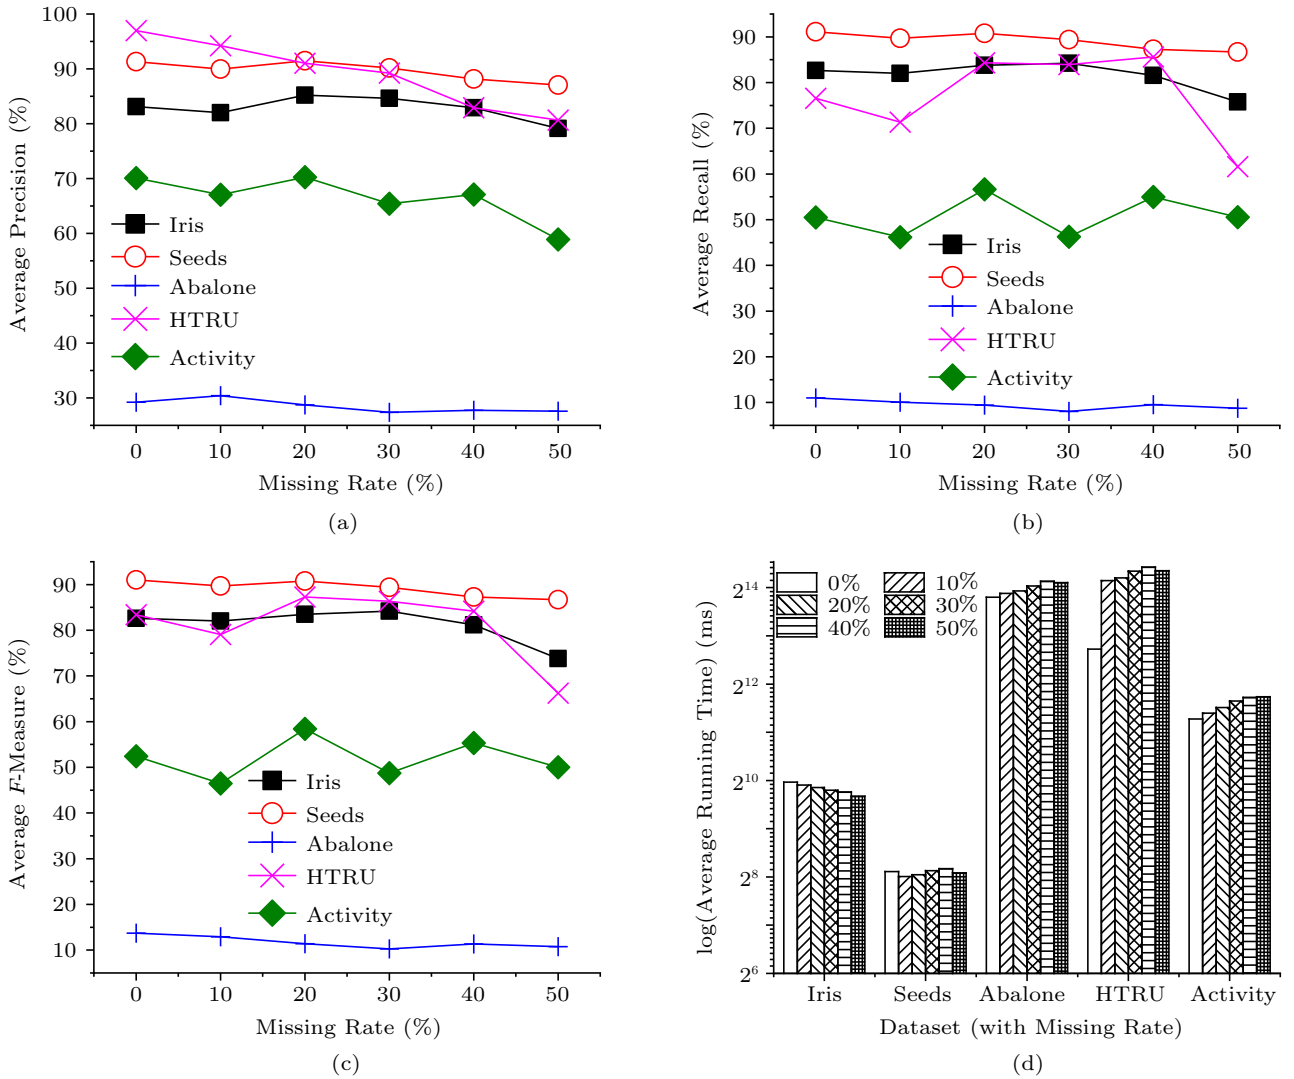 100
90
80
70
60
50
40
30
Average Precision (%)
Iris
Seeds
Abalone
HTRU
Activity
0 10 20 30 40 50
Missing Rate (%)
(a)
90
80
70
60
50
40
30
20
10
Average Recall (%)
Iris
Seeds
Abalone
HTRU
Activity
0 10 20 30 40 50
Missing Rate (%)
(b)
90
80
70
60
50
40
30
20
10
Average F-Measure (%)
Iris
Seeds
Abalone
HTRU
Activity
0 10 20 30 40 50
Missing Rate (%)
(c)
2¹⁴
2¹²
2¹⁰
2⁸
2⁶
log(Average Running Time) (ms)
0% 10%
20% 30%
40% 50%
Iris Seeds Abalone HTRU Activity
Dataset (with Missing Rate)
(d)